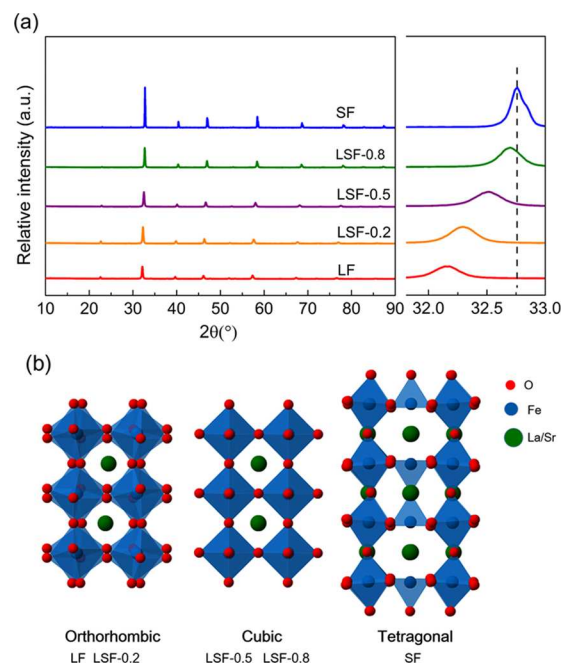 (a)
Relative intensity (a.u.)
SF
LSF-0.8
LSF-0.5
LSF-0.2
LF
10 20 30 40 50 60 70 80 90
32.0 32.5 33.0
2θ(°)
(b)
O
Fe
La/Sr
Orthorhombic Cubic Tetragonal
LF LSF-0.2 LSF-0.5 LSF-0.8 SF